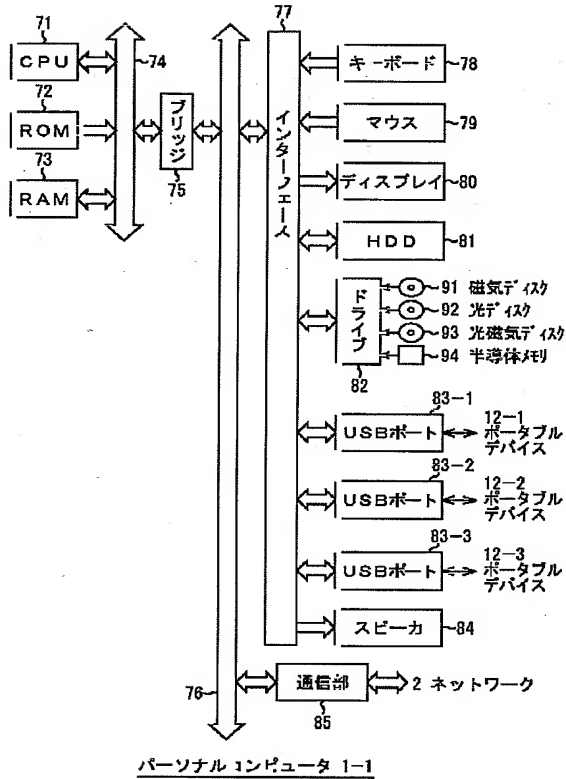 71
CPU
72
ROM
73
RAM
74
ブリッジ
75
76
77
インターフェース
キーボード 78
マウス 79
ディスプレイ 80
HDD 81
ドライブ
82
91 磁気ディスク
92 光ディスク
93 光磁気ディスク
94 半導体メモリ
83-1
USBポート
12-1
ポータブル
デバイス
83-2
USBポート
12-2
ポータブル
デバイス
83-3
USBポート
12-3
ポータブル
デバイス
スピーカ 84
通信部
85
2 ネットワーク
パーソナルコンピュータ 1-1